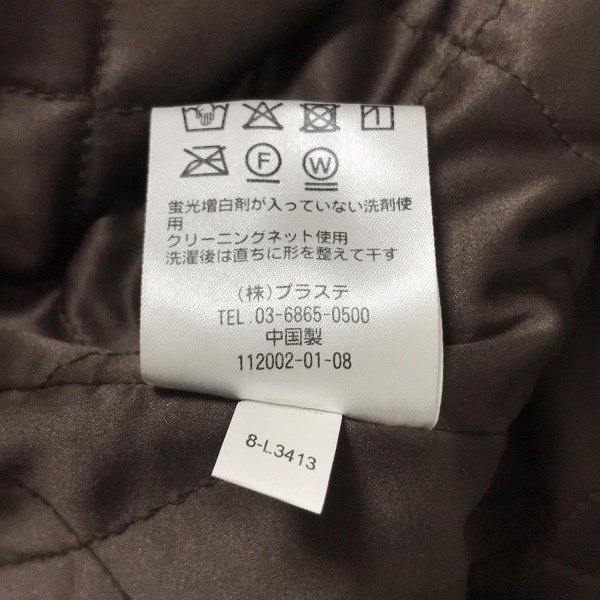 F
W
蛍光増白剤が入っていない洗剤使
用
クリーニングネット使用
洗濯後は直ちに形を整えて干す
(株)プラステ
TEL.03-6865-0500
中国製
112002-01-08
8-L3413